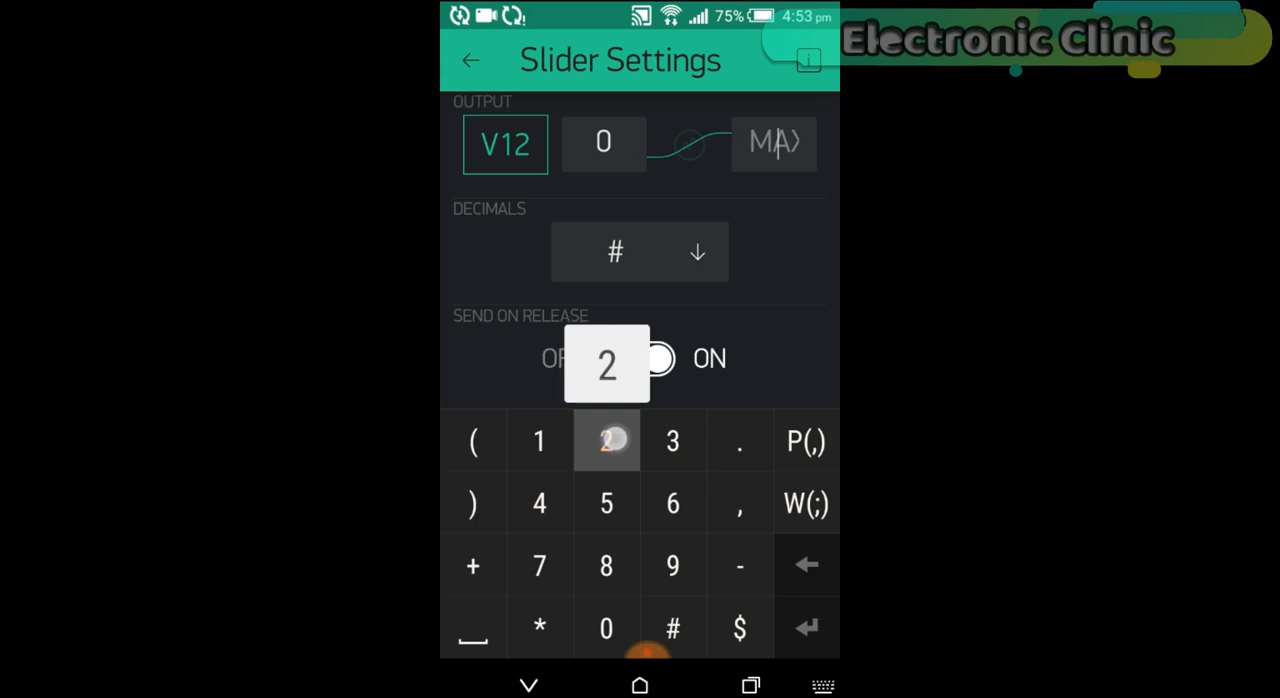 75% 4:53 pm
Electronic Clinic
Slider Settings
OUTPUT
V12 0 MAX
DECIMALS
#
SEND ON RELEASE
2 ON
( 1 2 3 . P(,)
) 4 5 6 , W(;)
+ 7 8 9 -
* 0 # $